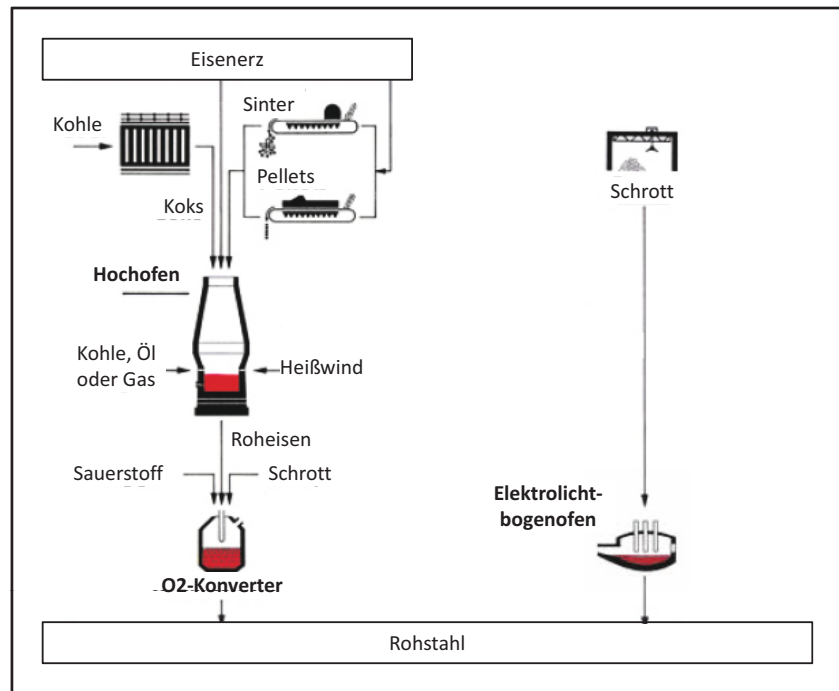 Eisenerz
Sinter
Kohle
Pellets
Koks
Schrott
Hochofen
Kohle, Öl
oder Gas
Heißwind
Roheisen
Sauerstoff
Schrott
Elektrolicht-
bogenofen
O2-Konverter
Rohstahl